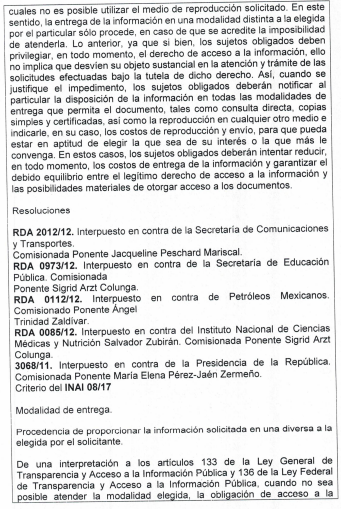 cuales no es posible utilizar el medio de reproducción solicitado. En este
sentido, la entrega de la información en una modalidad distinta a la elegida
por el particular sólo procede, en caso de que se acredite la imposibilidad
de atenderla. Lo anterior, ya que si bien, los sujetos obligados deben
privilegiar, en todo momento, el derecho de acceso a la información, ello
no implica que desvíen su objeto sustancial en la atención y trámite de las
solicitudes efectuadas bajo la tutela de dicho derecho. Así, cuando se
justifique el impedimento, los sujetos obligados deberán notificar al
particular la disposición de la información en todas las modalidades de
entrega que permita el documento, tales como consulta directa, copias
simples y certificadas, así como la reproducción en cualquier otro medio e
indicarle, en su caso, los costos de reproducción y envío, para que pueda
estar en aptitud de elegir la que sea de su interés o la que más le
convenga. En estos casos, los sujetos obligados deberán intentar reducir,
en todo momento, los costos de entrega de la información y garantizar el
debido equilibrio entre el legítimo derecho de acceso a la información y
las posibilidades materiales de otorgar acceso a los documentos.
Resoluciones
RDA 2012/12. Interpuesto en contra de la Secretaría de Comunicaciones
y Transportes.
Comisionada Ponente Jacqueline Peschard Mariscal.
RDA 0973/12. Interpuesto en contra de la Secretaría de Educación
Pública. Comisionada
Ponente Sigrid Arzt Colunga.
RDA 0112/12. Interpuesto en contra de Petróleos Mexicanos.
Comisionado Ponente Ángel
Trinidad Zaldívar.
RDA 0085/12. Interpuesto en contra del Instituto Nacional de Ciencias
Médicas y Nutrición Salvador Zubirán. Comisionada Ponente Sigrid Arzt
Colunga.
3068/11. Interpuesto en contra de la Presidencia de la República.
Comisionada Ponente María Elena Pérez-Jaén Zermeño.
Criterio del INAI 08/17
Modalidad de entrega.
Procedencia de proporcionar la información solicitada en una diversa a la
elegida por el solicitante.
De una interpretación a los artículos 133 de la Ley General de
Transparencia y Acceso a la Información Pública y 136 de la Ley Federal
de Transparencia y Acceso a la Información Pública, cuando no sea
posible atender la modalidad elegida, la obligación de acceso a la